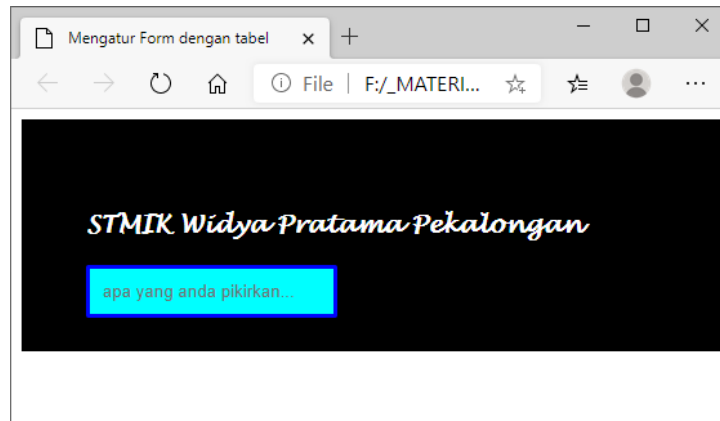 Mengatur Form dengan tabel
File | F:/_MATERI...
STMIK Widya Pratama Pekalongan
apa yang anda pikirkan...